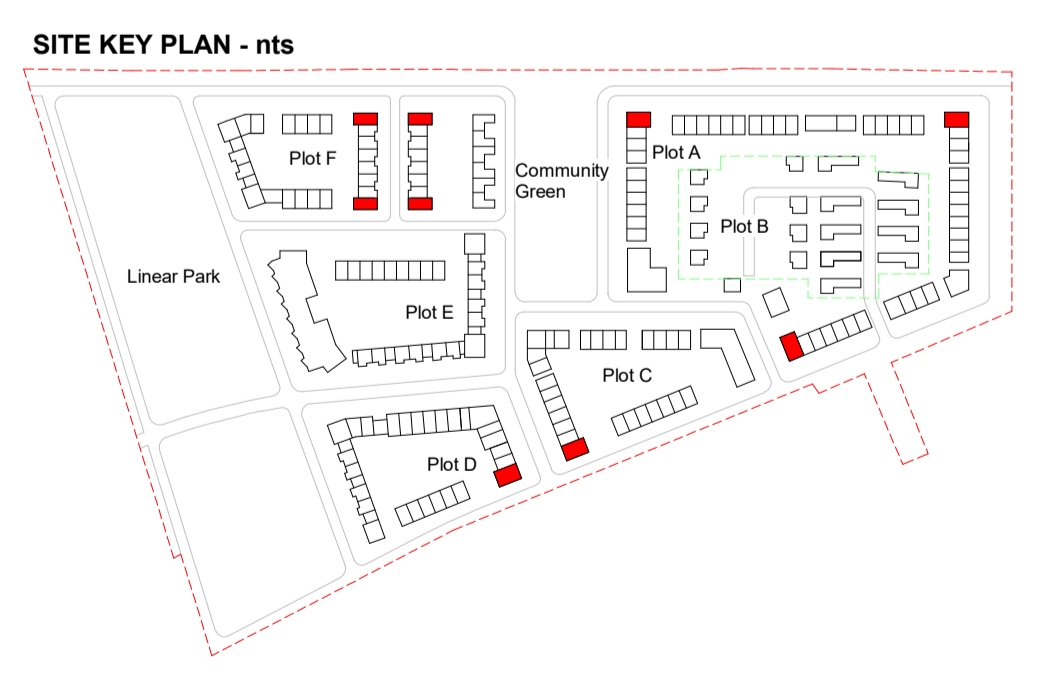 SITE KEY PLAN - nts
Plot F
Community
Green
Plot A
Plot B
Linear Park
Plot E
Plot C
Plot D